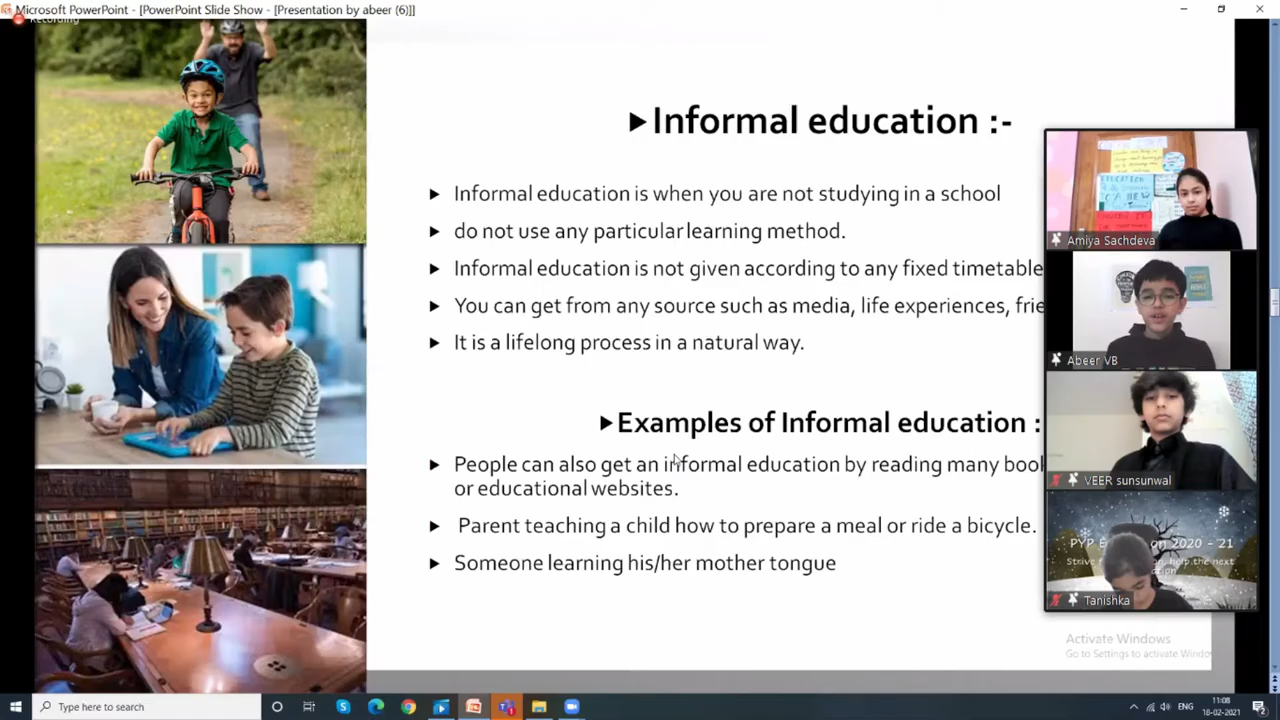 Microsoft PowerPoint - [PowerPoint Slide Show - [Presentation by abeer (6)]]
Recording
Informal education :-
Informal education is when you are not studying in a school
do not use any particular learning method.
Informal education is not given according to any fixed timetable
You can get from any source such as media, life experiences,
It is a lifelong process in a natural way.
Examples of Informal education :
People can also get an informal education by reading many
or educational websites.
Parent teaching a child how to prepare a meal or ride a bicycle.
Someone learning his/her mother tongue
Amiya Sachdeva
Abeer VB
VEER sunsunwal
PYP 2020 - '21
help the next
Tanishka
Activate Windows
Go to Settings to activate
Type here to search
ENG
11:08
18-02-2021